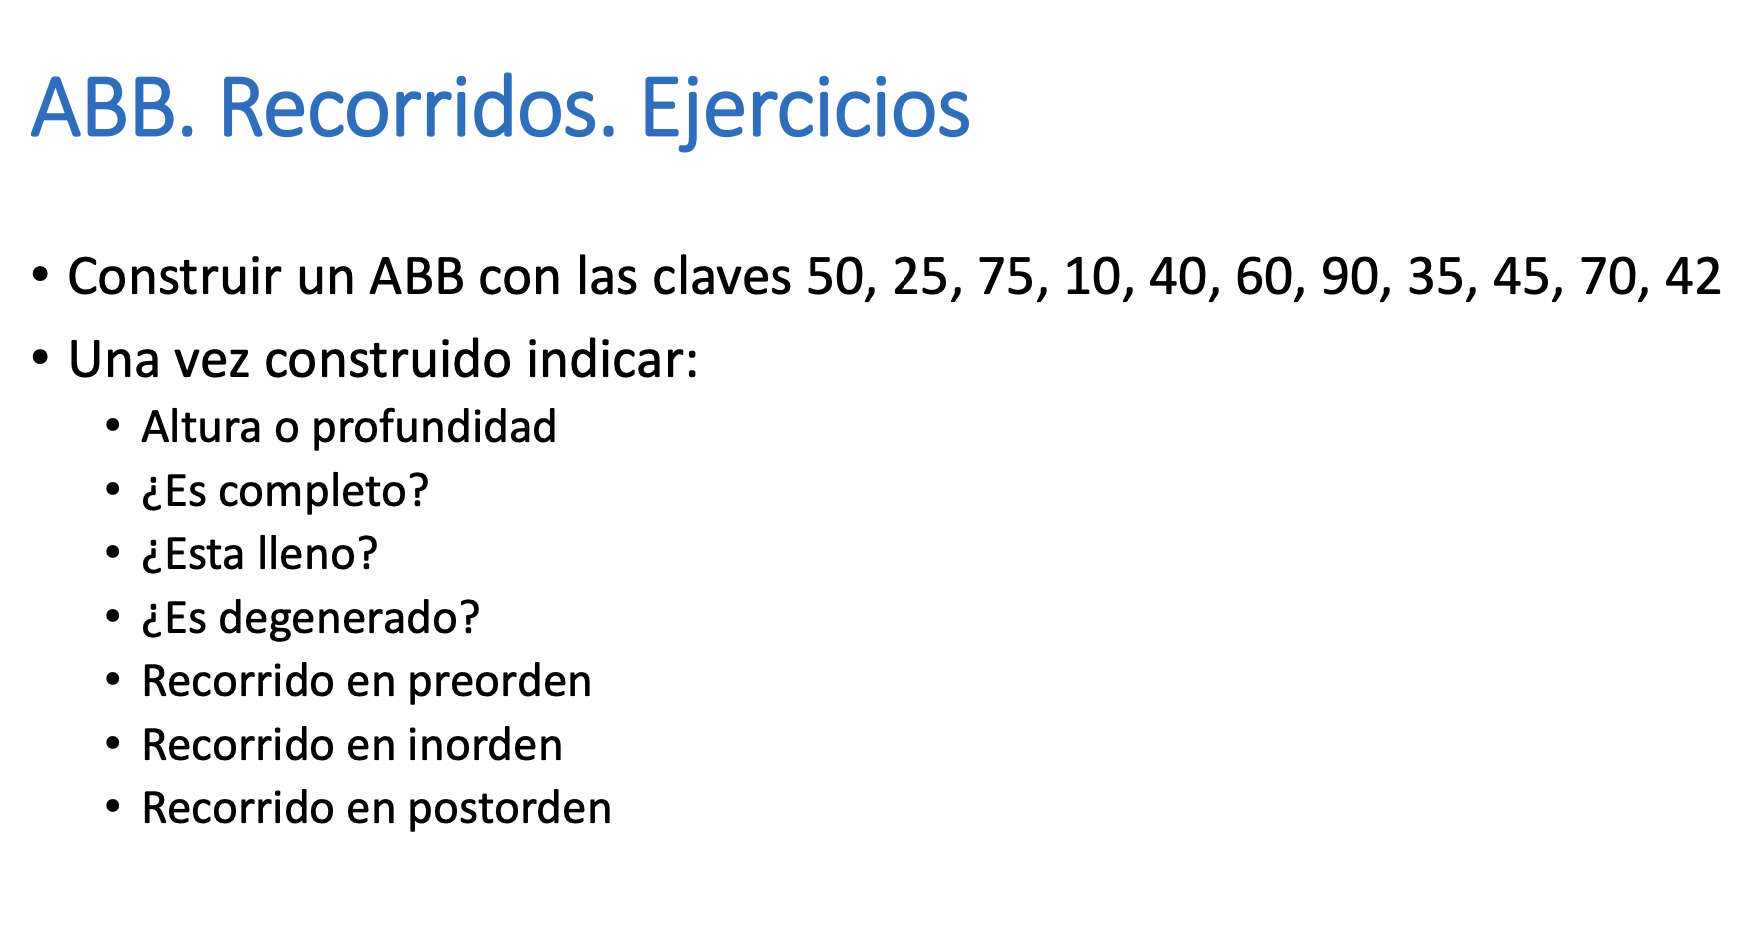 ABB. Recorridos. Ejercicios
• Construir un ABB con las claves 50, 25, 75, 10, 40, 60, 90, 35, 45, 70, 42
• Una vez construido indicar:
• Altura o profundidad
• ¿Es completo?
• ¿Esta lleno?
• ¿Es degenerado?
• Recorrido en preorden
• Recorrido en inorden
• Recorrido en postorden